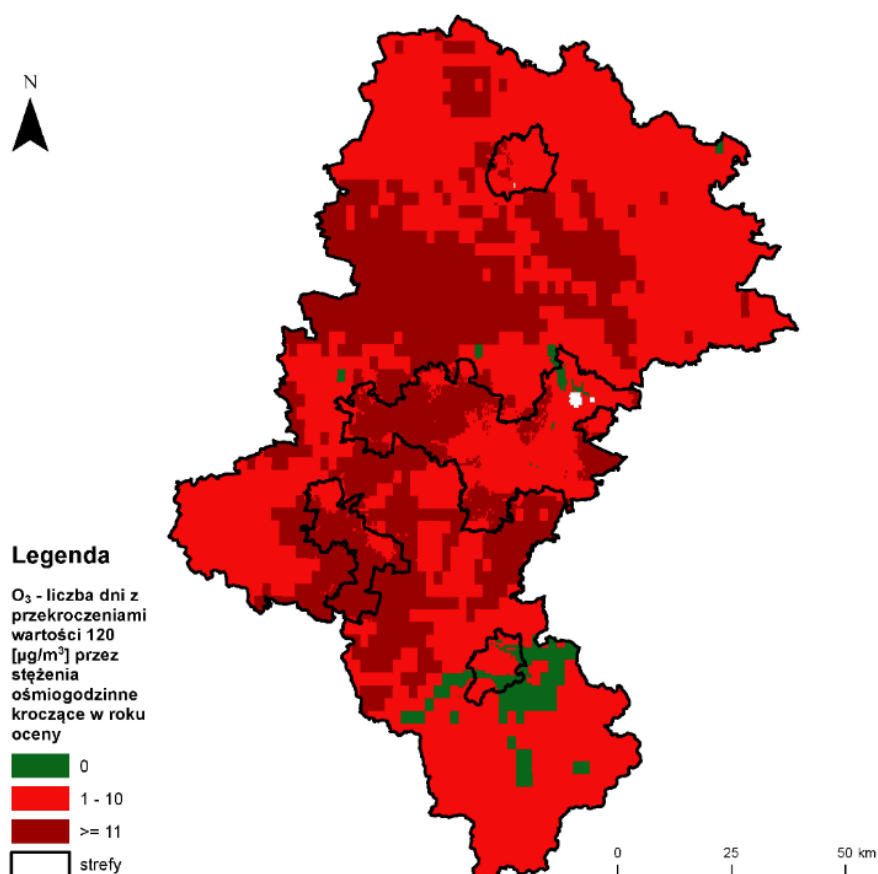 N
Legenda
O₃ - liczba dni z
przekroczeniami
wartości 120
[µg/m³] przez
stężenia
ośmiogodzinne
kroczące w roku
oceny
0
1 - 10
>= 11
strefy
0 25 50 km